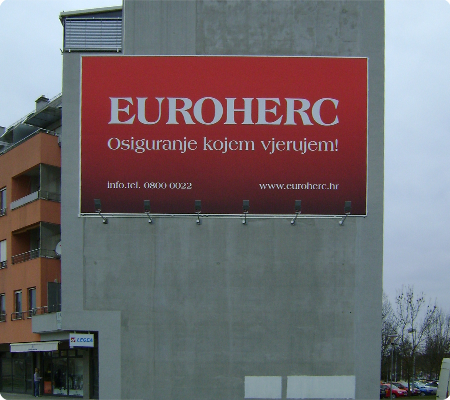 EUROHERC
Osiguranje kojem vjerujem!
info.tel. 0800 0022 www.euroherc.hr